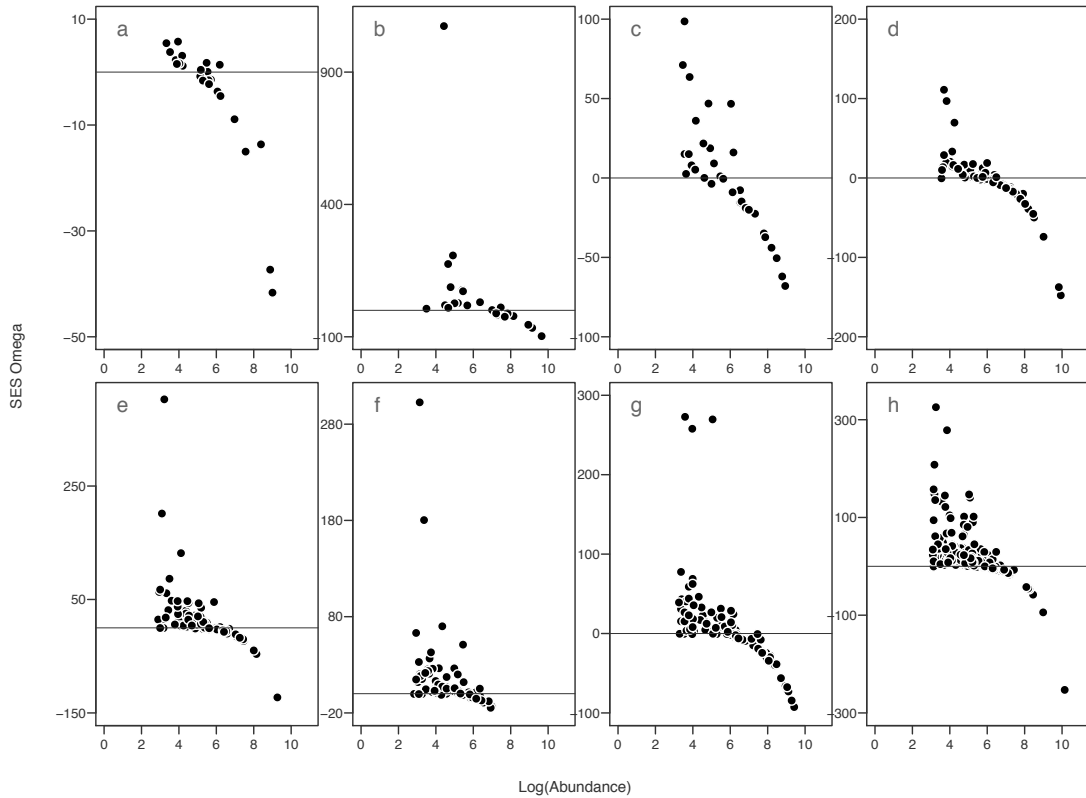 a b c d
10 −10 −30 −50
900 400 −100
100 50 0 −50 −100
200 100 0 −100 −200
0 2 4 6 8 10 0 2 4 6 8 10 0 2 4 6 8 10 0 2 4 6 8 10
SES Omega
e f g h
250 50 −150
280 180 80 −20
300 200 100 0 −100
300 100 −100 −300
0 2 4 6 8 10 0 2 4 6 8 10 0 2 4 6 8 10 0 2 4 6 8 10
Log(Abundance)